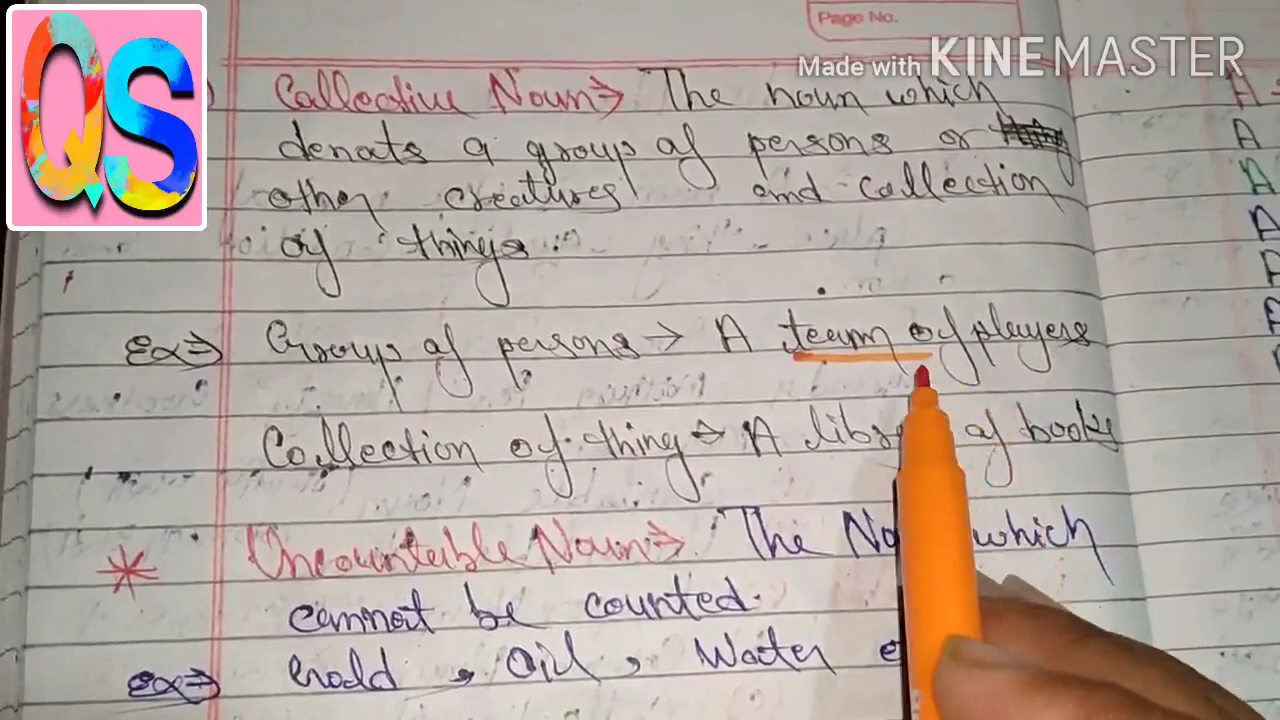 QS
Page No.
Made with KINEMASTER
Collective Noun⇒ The noun which
denots a group of persons or
other creatures and collection
of things.
Ex⇒ Group of persons → A team of players
Collection of thing → A of books
* Uncountable Noun⇒ The which
cannot be counted.
Ex⇒ , Oil, Water
A
A
A
A